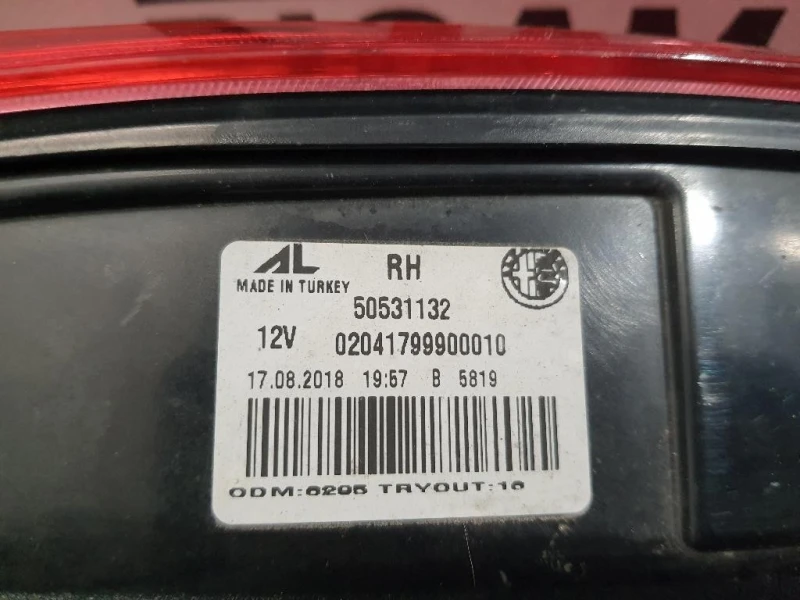 AL
RH
MADE IN TURKEY
50531132
12V 02041799900010
17.08.2018 19:57 B 5819
ODM:6295 TRYOUT:16